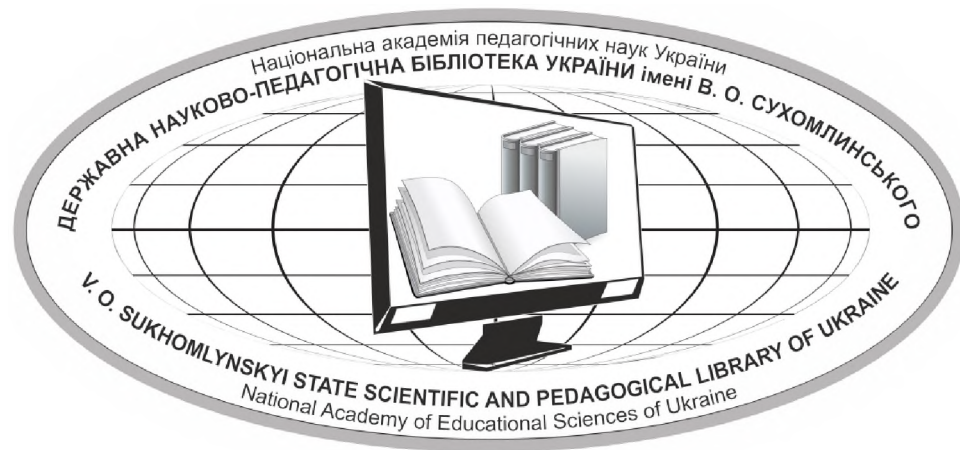 Національна академія педагогічних наук України
ДЕРЖАВНА НАУКОВО-ПЕДАГОГІЧНА БІБЛІОТЕКА УКРАЇНИ імені В. О. СУХОМЛИНСЬКОГО
V. O. SUKHOMLYNSKYI STATE SCIENTIFIC AND PEDAGOGICAL LIBRARY OF UKRAINE
National Academy of Educational Sciences of Ukraine